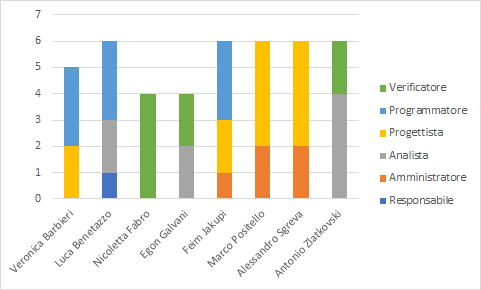 7
6
5
4
3
2
1
0
Verificatore
Programmatore
Progettista
Analista
Amministratore
Responsabile
Veronica Barbieri
Luca Benetazzo
Nicoletta Fabro
Egon Galvani
Feim Jakupi
Marco Positello
Alessandro Sgreva
Antonio Zlatkovski